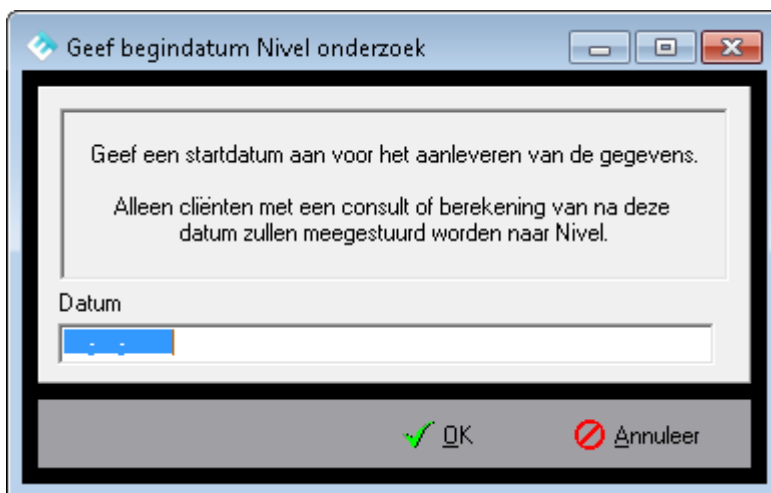 Geef begindatum Nivel onderzoek
Geef een startdatum aan voor het aanleveren van de gegevens.
Alleen cliënten met een consult of berekening van na deze
datum zullen meegestuurd worden naar Nivel.
Datum
- -
OK
Annuleer